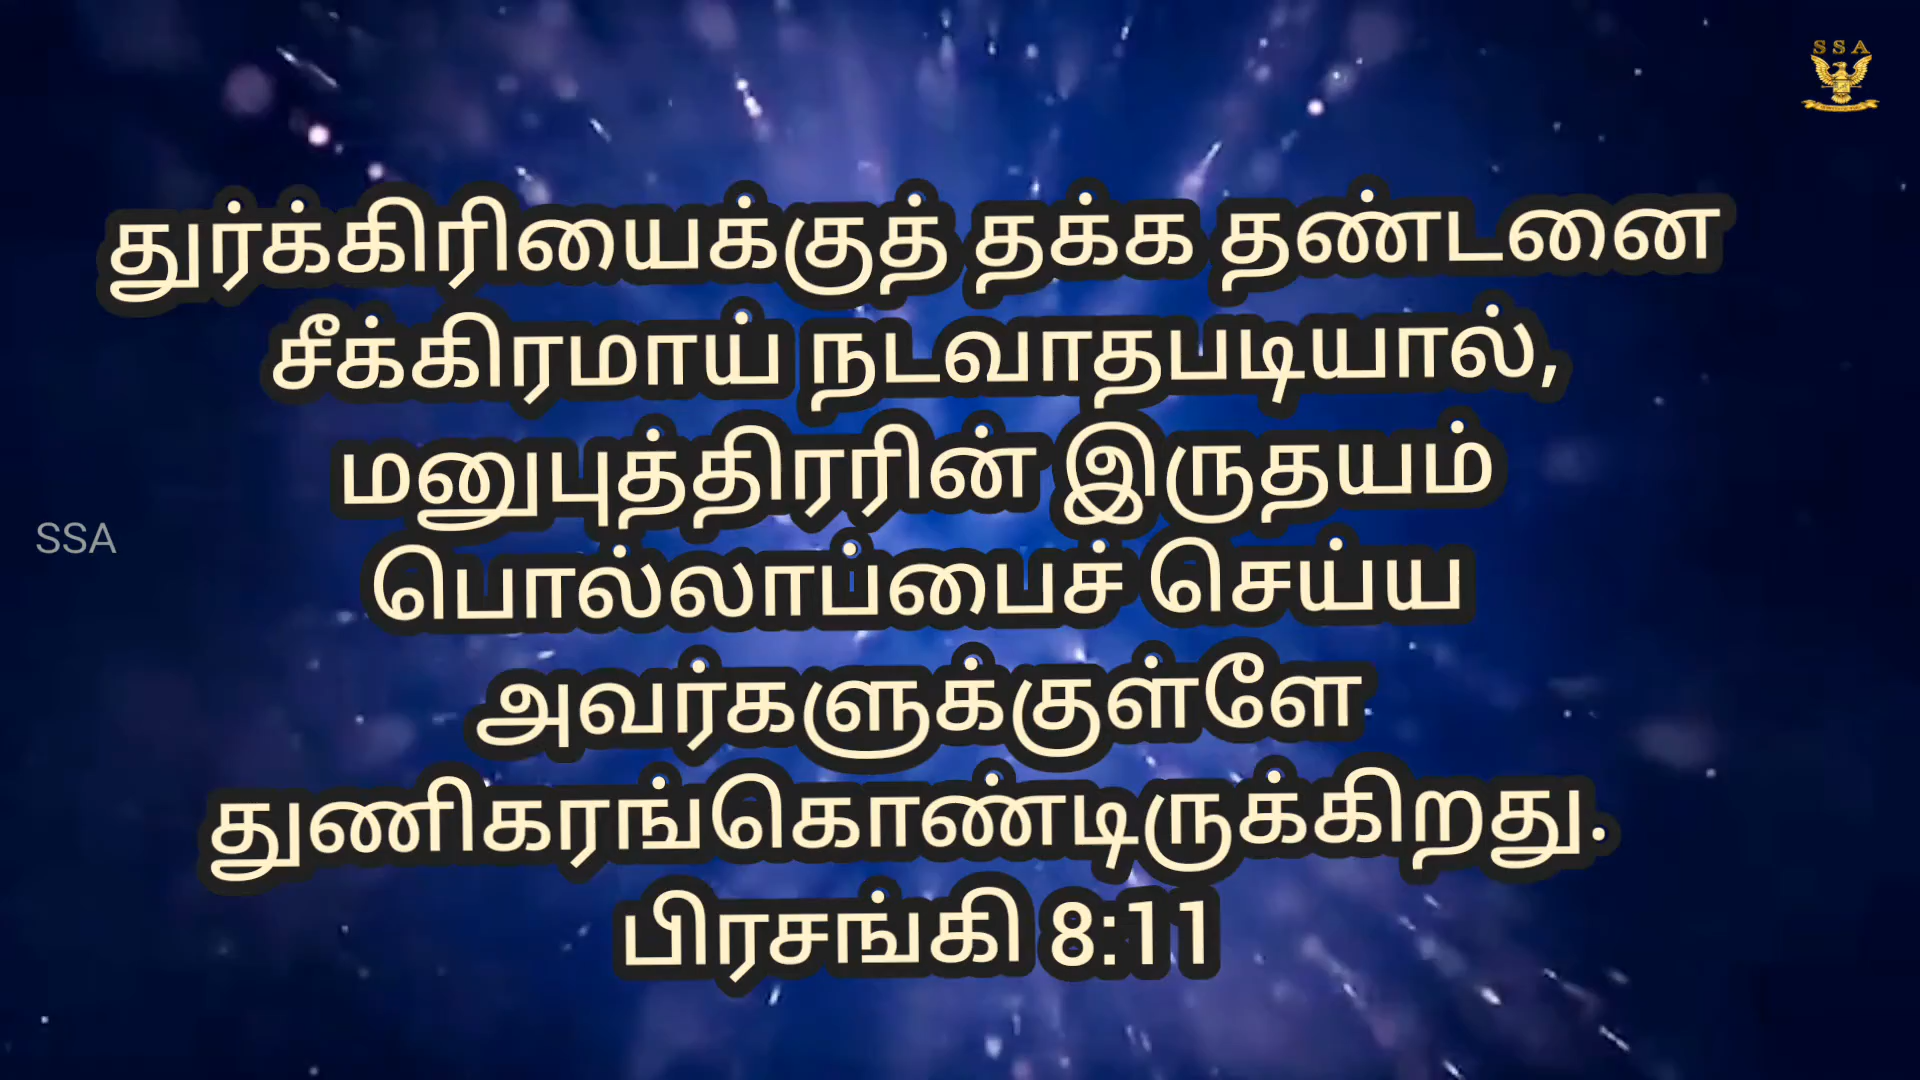 SSA
துர்க்கிரியைக்குத் தக்க தண்டனை
சீக்கிரமாய் நடவாதபடியால்,
மனுபுத்திரரின் இருதயம்
பொல்லாப்பைச் செய்ய
SSA
அவர்களுக்குள்ளே
துணிகரங்கொண்டிருக்கிறது.
பிரசங்கி 8:11